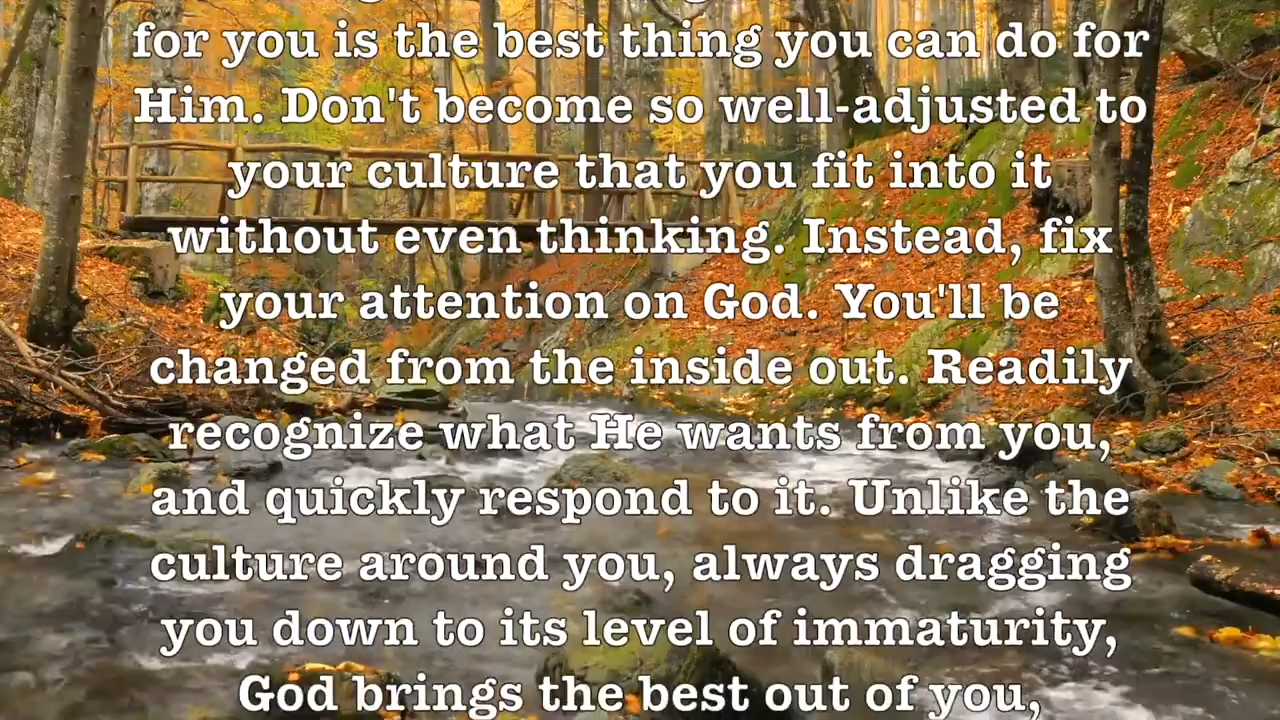 for you is the best thing you can do for
Him. Don't become so well-adjusted to
your culture that you fit into it
without even thinking. Instead, fix
your attention on God. You'll be
changed from the inside out. Readily
recognize what He wants from you,
and quickly respond to it. Unlike the
culture around you, always dragging
you down to its level of immaturity,
God brings the best out of you,